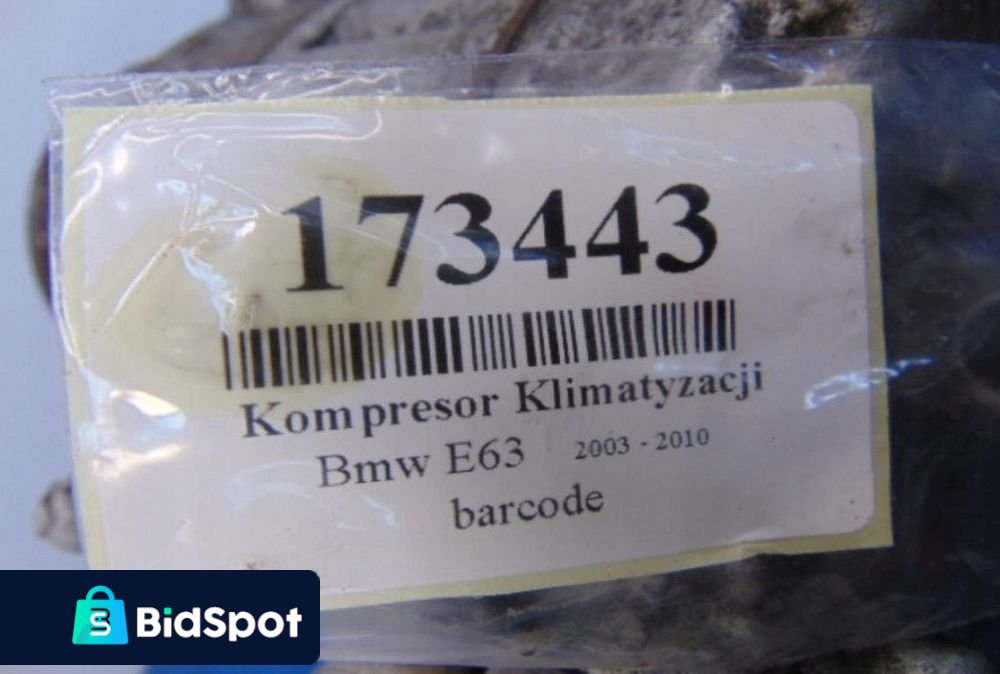 173443
Kompresor Klimatyzacji
Bmw E63 2003 - 2010
barcode
BidSpot